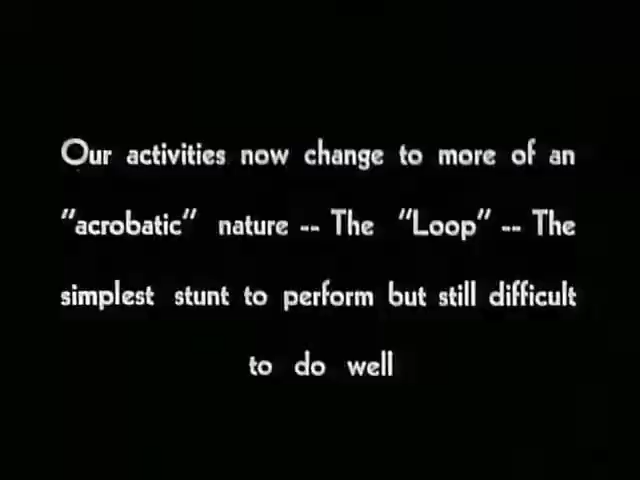 Our activities now change to more of an
"acrobatic" nature -- The "Loop" -- The
simplest stunt to perform but still difficult
to do well